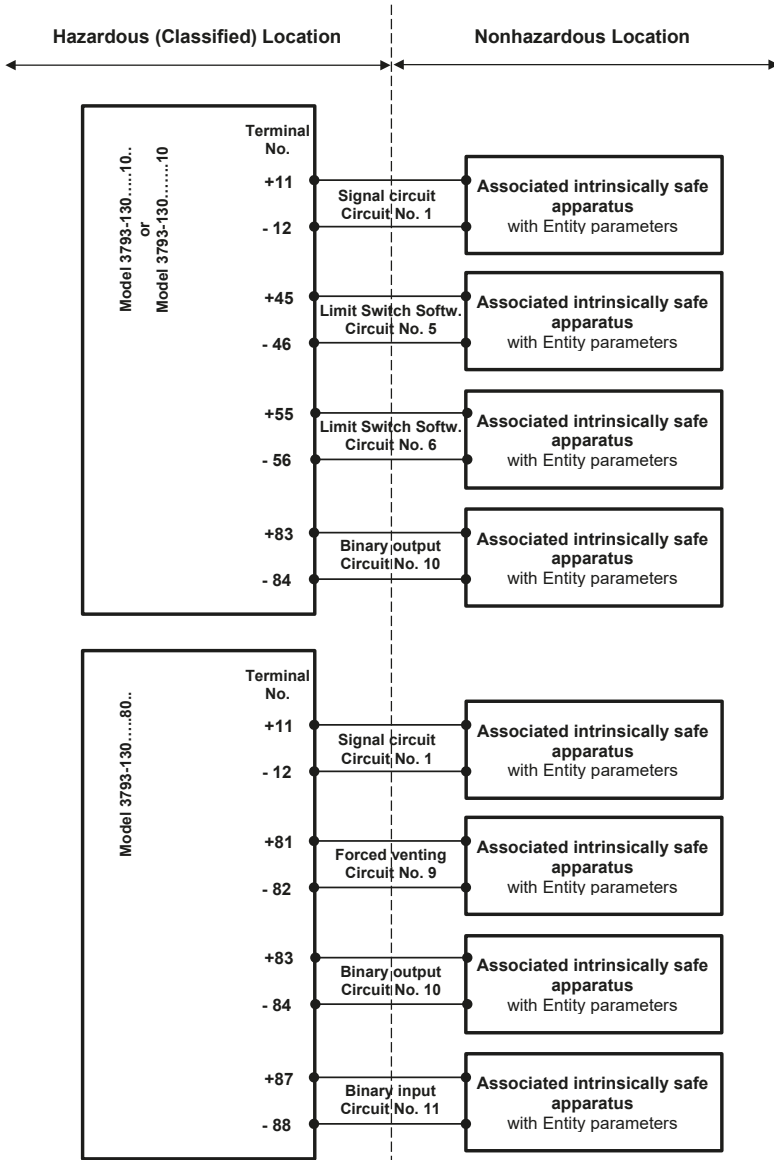 Hazardous (Classified) Location
Nonhazardous Location
Model 3793-130.....10..
or
Model 3793-130........10
Terminal
No.
+11
- 12
Signal circuit
Circuit No. 1
Associated intrinsically safe
apparatus
with Entity parameters
+45
- 46
Limit Switch Softw.
Circuit No. 5
Associated intrinsically safe
apparatus
with Entity parameters
+55
- 56
Limit Switch Softw.
Circuit No. 6
Associated intrinsically safe
apparatus
with Entity parameters
+83
- 84
Binary output
Circuit No. 10
Associated intrinsically safe
apparatus
with Entity parameters
Model 3793-130.....80..
Terminal
No.
+11
- 12
Signal circuit
Circuit No. 1
Associated intrinsically safe
apparatus
with Entity parameters
+81
- 82
Forced venting
Circuit No. 9
Associated intrinsically safe
apparatus
with Entity parameters
+83
- 84
Binary output
Circuit No. 10
Associated intrinsically safe
apparatus
with Entity parameters
+87
- 88
Binary input
Circuit No. 11
Associated intrinsically safe
apparatus
with Entity parameters